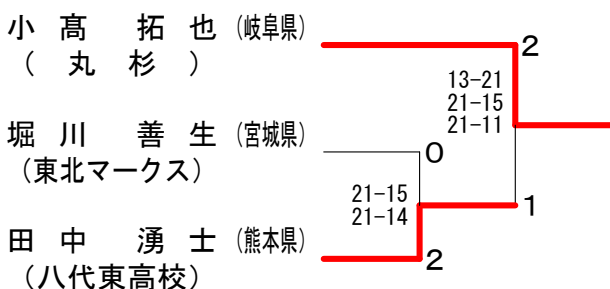 小 髙 拓 也 (岐阜県)
( 丸 杉 )
2
13-21
21-15
21-11
堀 川 善 生 (宮城県)
(東北マークス)
0
21-15
21-14
1
田 中 湧 士 (熊本県)
(八代東高校)
2